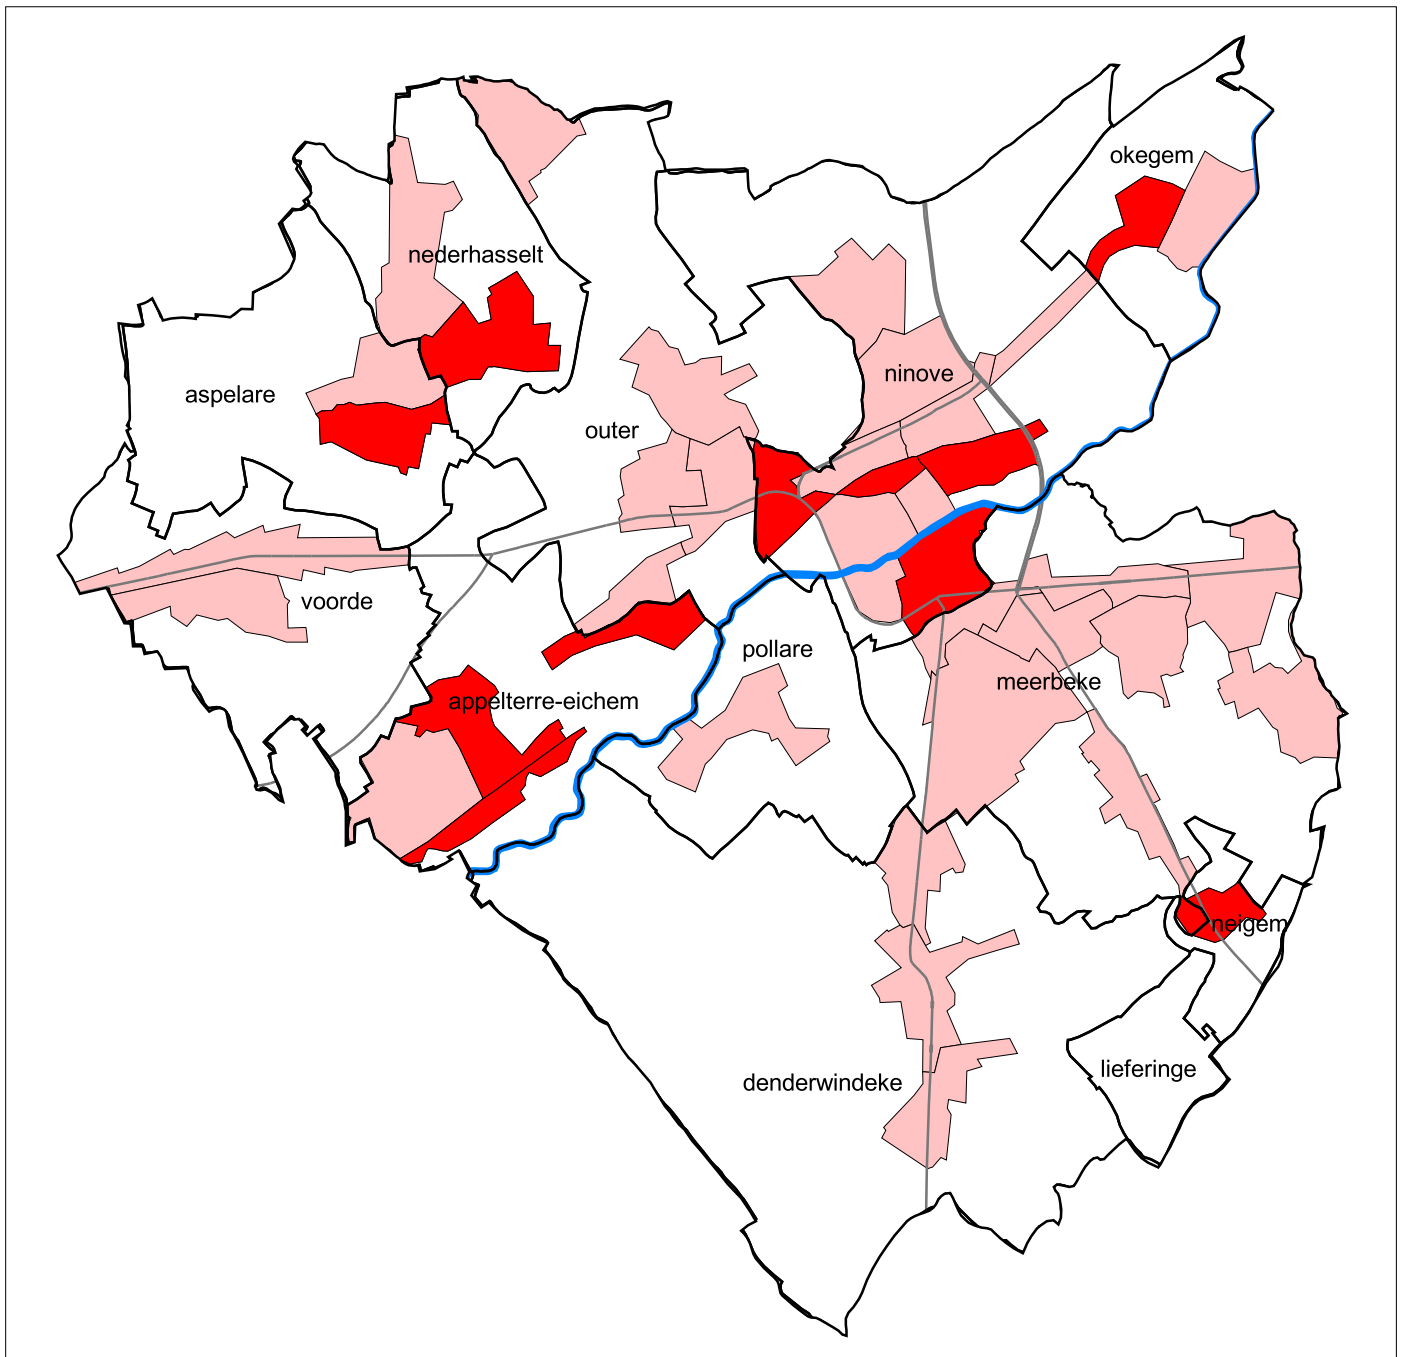 okegem
nederhasselt
ninove
aspelare
outer
voorde
pollare
meerbeke
appelterre-eichem
neigem
lieferinge
denderwindeke